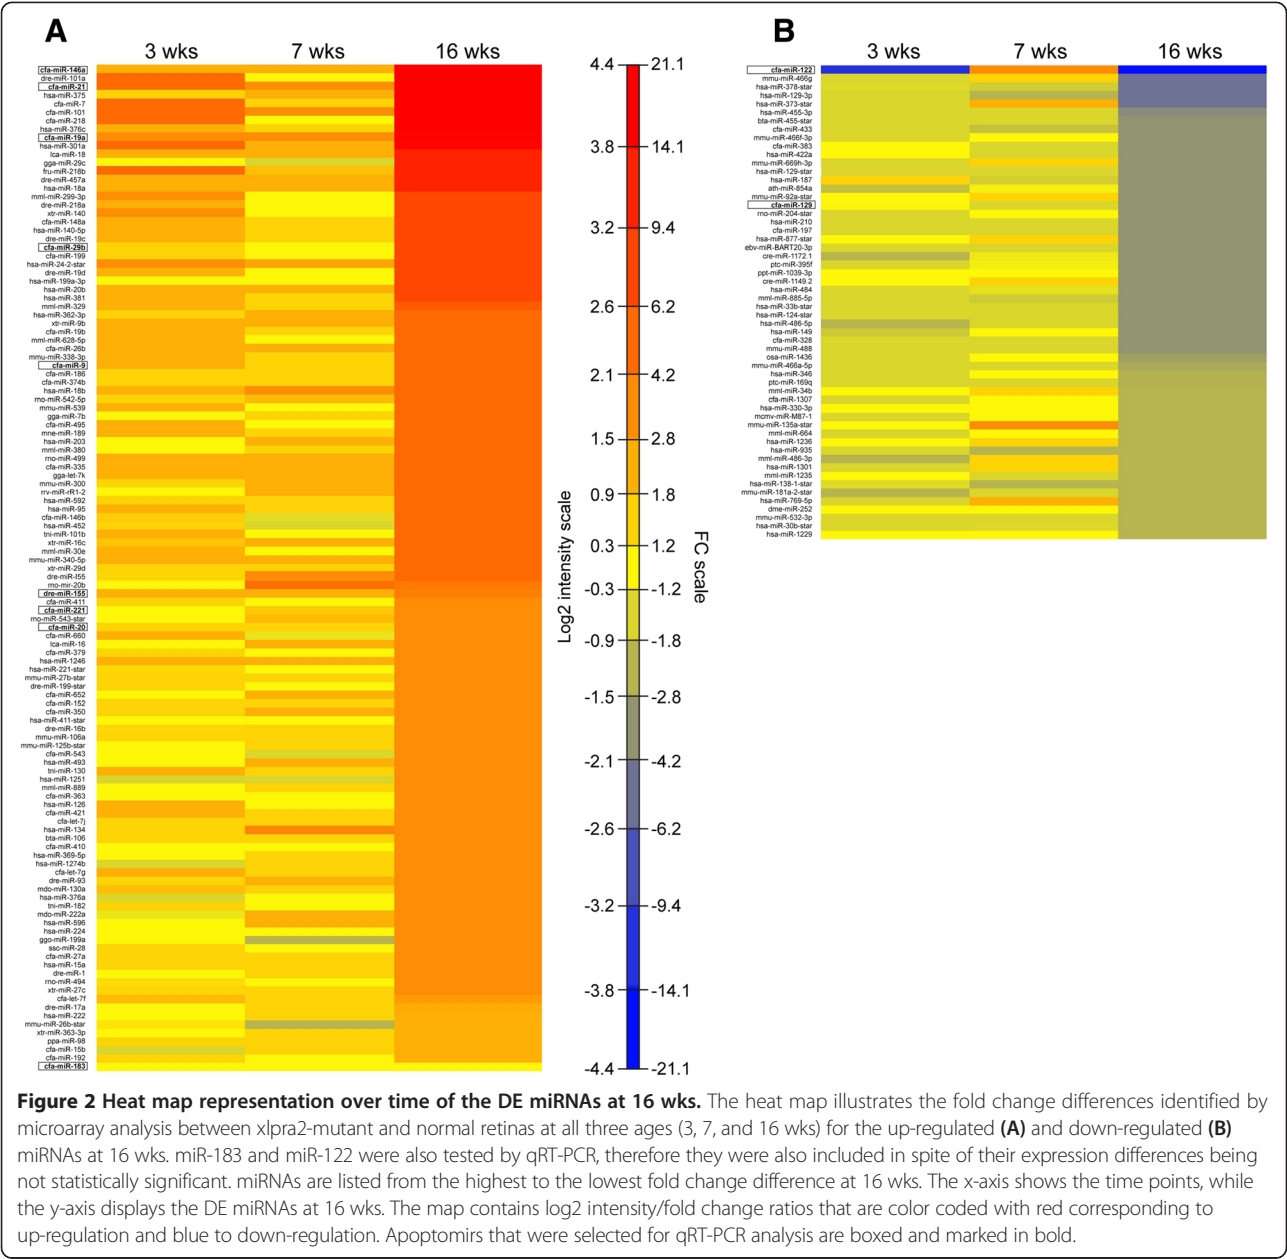 A
3 wks 7 wks 16 wks
cfa-miR-146a
dre-miR-101a
cfa-miR-21
hsa-miR-375
cfa-miR-7
cfa-miR-101
cfa-miR-218
hsa-miR-376c
cfa-miR-19a
hsa-miR-301a
lca-miR-18
gga-miR-29c
fru-miR-218b
dre-miR-457a
hsa-miR-18a
mml-miR-299-3p
dre-miR-218a
xtr-miR-140
cfa-miR-148a
hsa-miR-140-5p
dre-miR-19c
cfa-miR-29b
cfa-miR-199
hsa-miR-24-2-star
dre-miR-19d
hsa-miR-199a-3p
hsa-miR-20b
hsa-miR-381
mml-miR-329
hsa-miR-362-3p
xtr-miR-9b
cfa-miR-19b
mml-miR-628-5p
cfa-miR-26b
mmu-miR-338-3p
cfa-miR-9
cfa-miR-186
cfa-miR-374b
hsa-miR-18b
rno-miR-542-5p
mmu-miR-539
gga-miR-7b
cfa-miR-495
mne-miR-189
hsa-miR-203
mml-miR-380
rno-miR-499
cfa-miR-335
gga-let-7k
mmu-miR-300
rrv-miR-rR1-2
hsa-miR-592
hsa-miR-95
cfa-miR-146b
hsa-miR-452
tni-miR-101b
xtr-miR-16c
mml-miR-30e
mmu-miR-340-5p
xtr-miR-29d
dre-miR-t55
rno-mir-20b
dre-miR-155
cfa-miR-411
cfa-miR-221
rno-miR-543-star
cfa-miR-20
cfa-miR-660
lca-miR-16
cfa-miR-379
hsa-miR-1246
hsa-miR-221-star
mmu-miR-27b-star
dre-miR-199-star
cfa-miR-652
cfa-miR-152
cfa-miR-350
hsa-miR-411-star
dre-miR-16b
mmu-miR-106a
mmu-miR-125b-star
cfa-miR-543
hsa-miR-493
tni-miR-130
hsa-miR-1251
mml-miR-889
cfa-miR-363
hsa-miR-126
cfa-miR-421
cfa-let-7j
hsa-miR-134
bta-miR-106
cfa-miR-410
hsa-miR-369-5p
hsa-miR-1274b
cfa-let-7g
dre-miR-93
mdo-miR-130a
hsa-miR-376a
tni-miR-182
mdo-miR-222a
hsa-miR-596
hsa-miR-224
ggo-miR-199a
ssc-miR-28
cfa-miR-27a
hsa-miR-15a
dre-miR-1
rno-miR-494
xtr-miR-27c
cfa-let-7f
dre-miR-17a
hsa-miR-222
mmu-miR-26b-star
xtr-miR-363-3p
ppa-miR-98
cfa-miR-15b
cfa-miR-192
cfa-miR-183
Log2 intensity scale
FC scale
4.4 21.1
3.8 14.1
3.2 9.4
2.6 6.2
2.1 4.2
1.5 2.8
0.9 1.8
0.3 1.2
-0.3 -1.2
-0.9 -1.8
-1.5 -2.8
-2.1 -4.2
-2.6 -6.2
-3.2 -9.4
-3.8 -14.1
-4.4 -21.1
B
3 wks 7 wks 16 wks
cfa-miR-122
mmu-miR-466g
hsa-miR-378-star
hsa-miR-129-3p
hsa-miR-373-star
hsa-miR-455-3p
bta-miR-455-star
cfa-miR-433
mmu-miR-466f-3p
cfa-miR-383
hsa-miR-422a
mmu-miR-669h-3p
hsa-miR-129-star
hsa-miR-187
ath-miR-854a
mmu-miR-92a-star
cfa-miR-129
rno-miR-204-star
hsa-miR-210
cfa-miR-197
hsa-miR-877-star
ebv-miR-BART20-3p
cre-miR-1172.1
ptc-miR-395f
ppt-miR-1039-3p
cre-miR-1149.2
hsa-miR-484
mml-miR-885-5p
hsa-miR-33b-star
hsa-miR-124-star
hsa-miR-486-5p
hsa-miR-149
cfa-miR-328
mmu-miR-488
osa-miR-1436
mmu-miR-466a-5p
hsa-miR-346
ptc-miR-169q
mml-miR-34b
cfa-miR-1307
hsa-miR-330-3p
mcmv-miR-M87-1
mmu-miR-135a-star
mml-miR-664
hsa-miR-1236
hsa-miR-935
mml-miR-486-3p
hsa-miR-1301
mml-miR-1235
hsa-miR-138-1-star
mmu-miR-181a-2-star
hsa-miR-769-5p
dme-miR-252
mmu-miR-532-3p
hsa-miR-30b-star
hsa-miR-1229
Figure 2 Heat map representation over time of the DE miRNAs at 16 wks. The heat map illustrates the fold change differences identified by
microarray analysis between xlpra2-mutant and normal retinas at all three ages (3, 7, and 16 wks) for the up-regulated (A) and down-regulated (B)
miRNAs at 16 wks. miR-183 and miR-122 were also tested by qRT-PCR, therefore they were also included in spite of their expression differences being
not statistically significant. miRNAs are listed from the highest to the lowest fold change difference at 16 wks. The x-axis shows the time points, while
the y-axis displays the DE miRNAs at 16 wks. The map contains log2 intensity/fold change ratios that are color coded with red corresponding to
up-regulation and blue to down-regulation. Apoptomirs that were selected for qRT-PCR analysis are boxed and marked in bold.